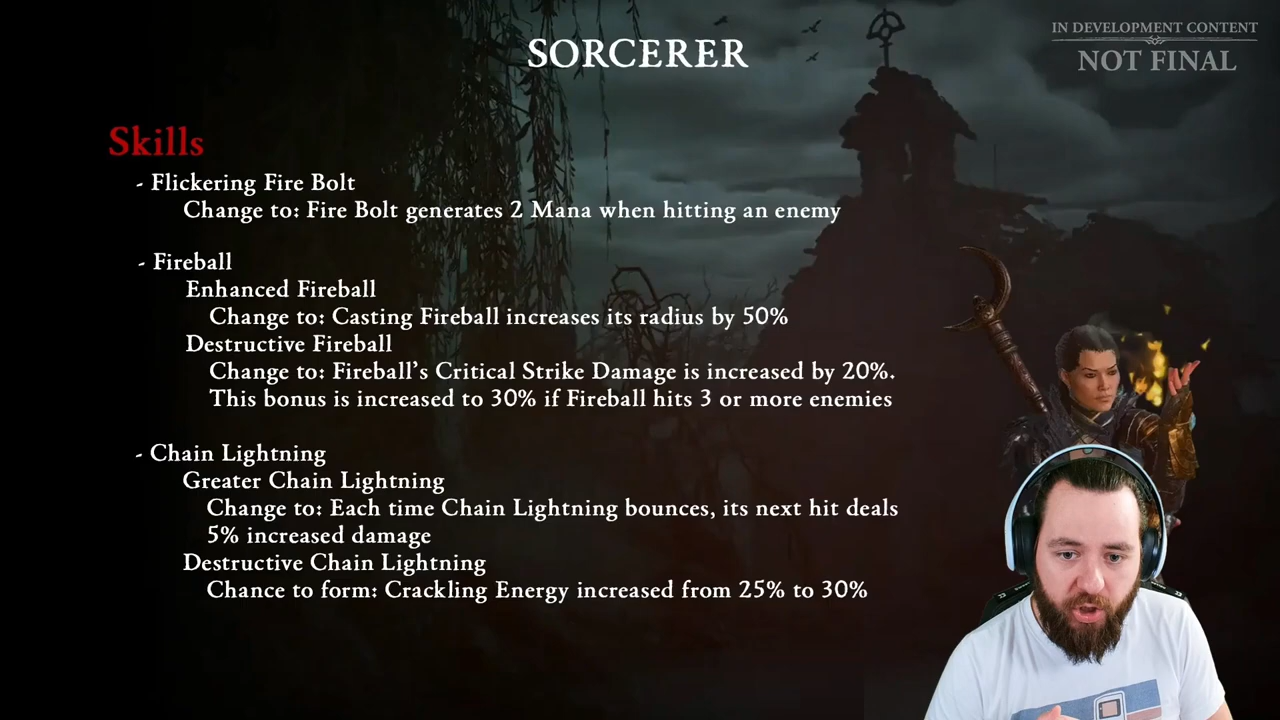 SORCERER
IN DEVELOPMENT CONTENT
NOT FINAL
Skills
- Flickering Fire Bolt
Change to: Fire Bolt generates 2 Mana when hitting an enemy
- Fireball
Enhanced Fireball
Change to: Casting Fireball increases its radius by 50%
Destructive Fireball
Change to: Fireball's Critical Strike Damage is increased by 20%.
This bonus is increased to 30% if Fireball hits 3 or more enemies
- Chain Lightning
Greater Chain Lightning
Change to: Each time Chain Lightning bounces, its next hit deals
5% increased damage
Destructive Chain Lightning
Chance to form: Crackling Energy increased from 25% to 30%